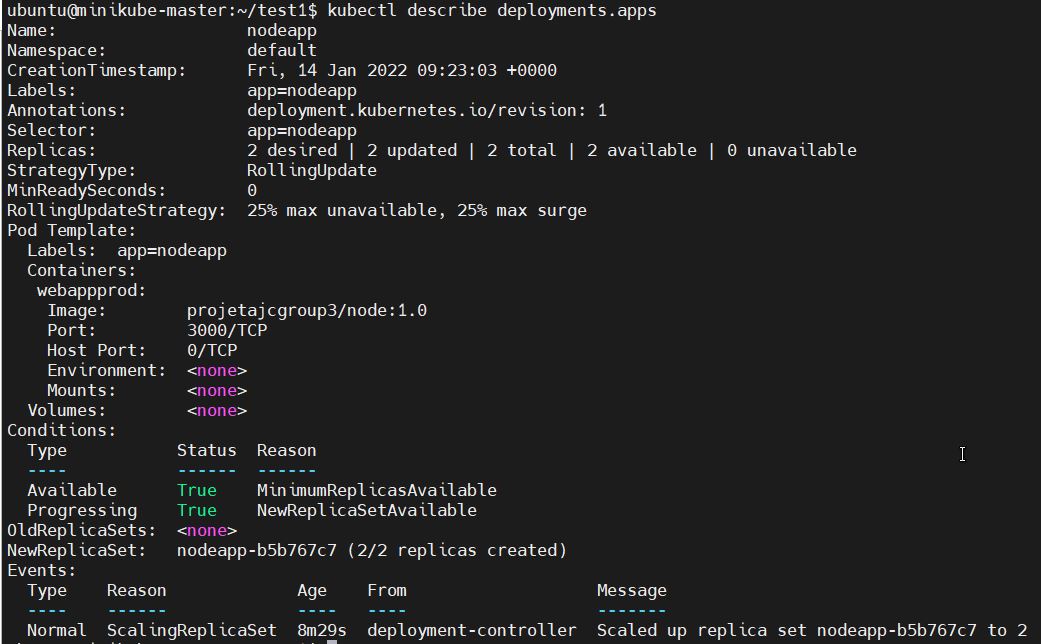 ubuntu@minikube-master:~/test1$ kubectl describe deployments.apps
Name:                   nodeapp
Namespace:              default
CreationTimestamp:      Fri, 14 Jan 2022 09:23:03 +0000
Labels:                 app=nodeapp
Annotations:            deployment.kubernetes.io/revision: 1
Selector:               app=nodeapp
Replicas:               2 desired | 2 updated | 2 total | 2 available | 0 unavailable
StrategyType:           RollingUpdate
MinReadySeconds:        0
RollingUpdateStrategy:  25% max unavailable, 25% max surge
Pod Template:
  Labels:  app=nodeapp
  Containers:
   webappprod:
    Image:        projetajcgroup3/node:1.0
    Port:         3000/TCP
    Host Port:    0/TCP
    Environment:  <none>
    Mounts:       <none>
  Volumes:        <none>
Conditions:
  Type           Status  Reason
  ----           ------  ------
  Available      True    MinimumReplicasAvailable
  Progressing    True    NewReplicaSetAvailable
OldReplicaSets:  <none>
NewReplicaSet:   nodeapp-b5b767c7 (2/2 replicas created)
Events:
  Type    Reason             Age    From                   Message
  ----    ------             ----   ----                   -------
  Normal  ScalingReplicaSet  8m29s  deployment-controller  Scaled up replica set nodeapp-b5b767c7 to 2